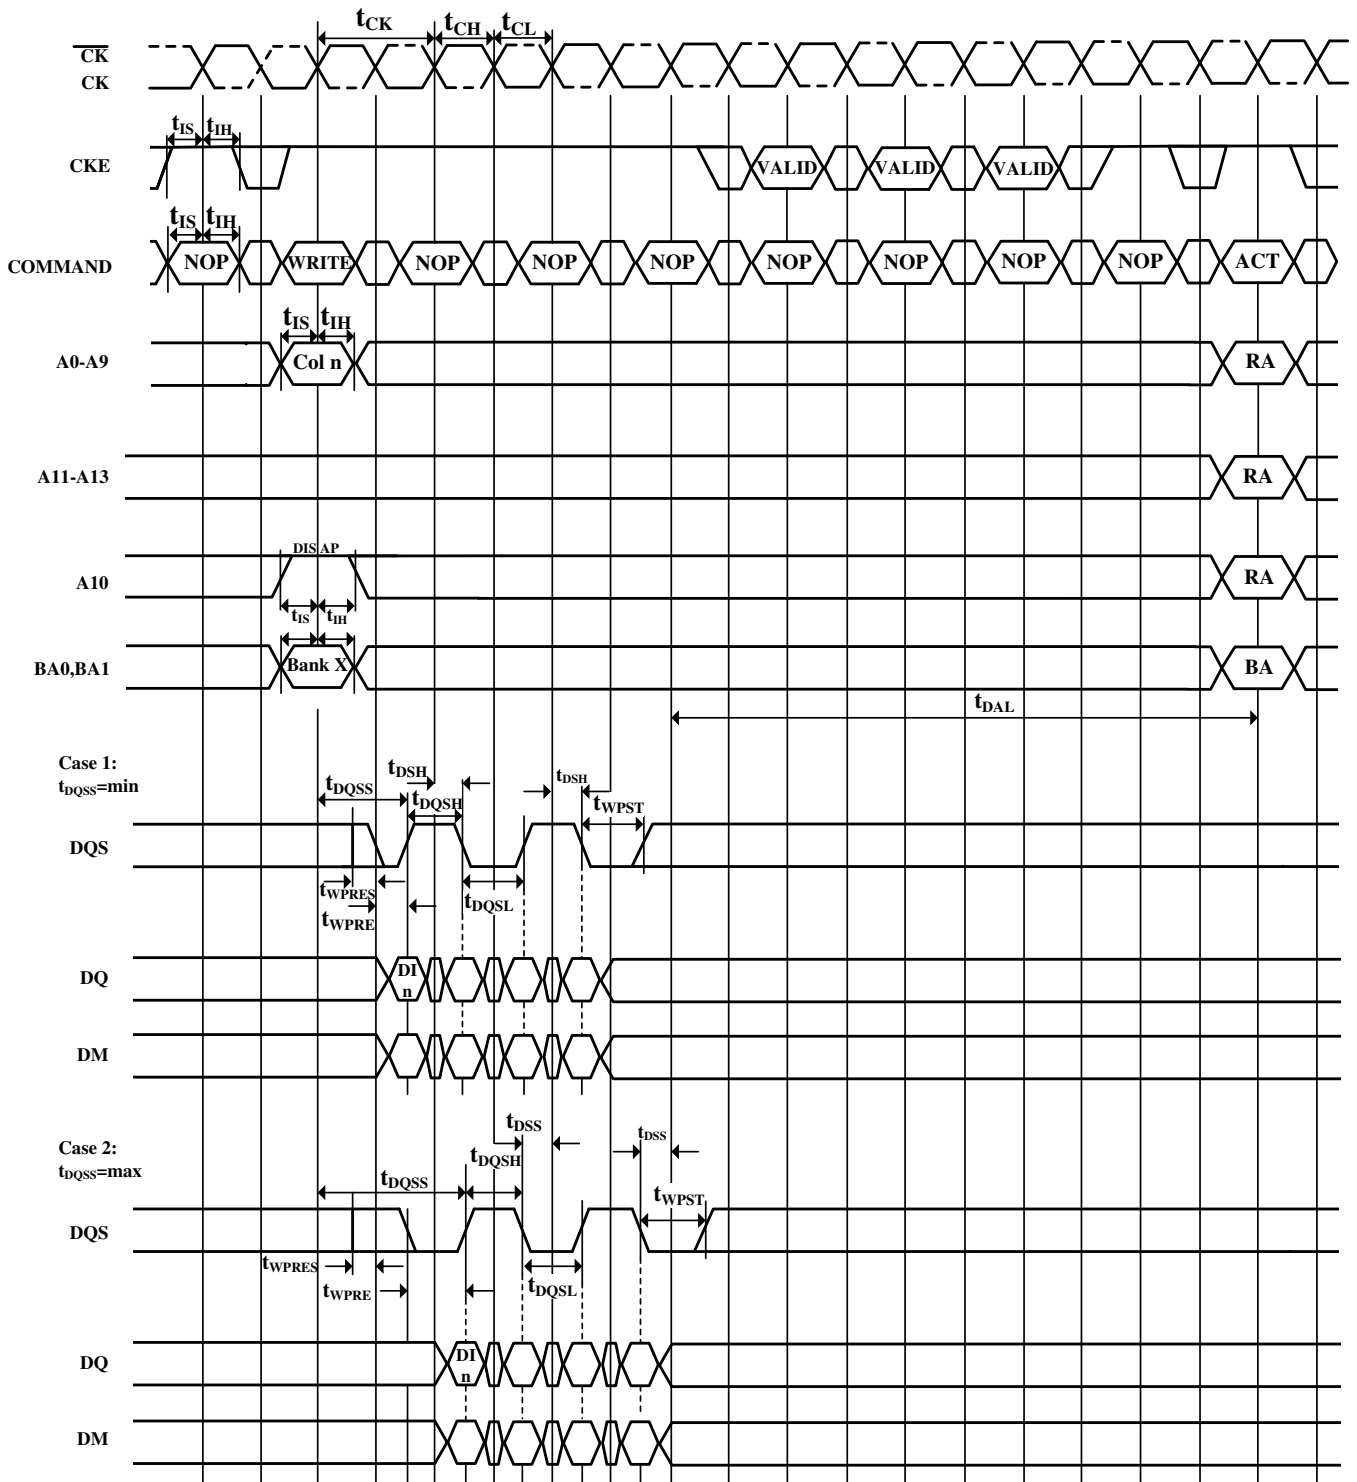 tCK tCH tCL
CK
CK
tIS tIH
CKE VALID VALID VALID
tIS tIH
COMMAND NOP WRITE NOP NOP NOP NOP NOP NOP NOP ACT
tIS tIH
A0-A9 Col n RA
A11-A13 RA
DIS AP
A10 RA
tIS tIH
BA0,BA1 Bank X BA
tDAL
Case 1:
tDQSS=min
tDSH tDSH
tDQSS tDQSH tWPST
DQS
tWPRES tDQSL
tWPRE
DQ DI
n
DM
Case 2:
tDQSS=max
tDSS tDSS
tDQSH
tDQSS tWPST
DQS
tWPRES
tWPRE tDQSL
DQ DI
n
DM